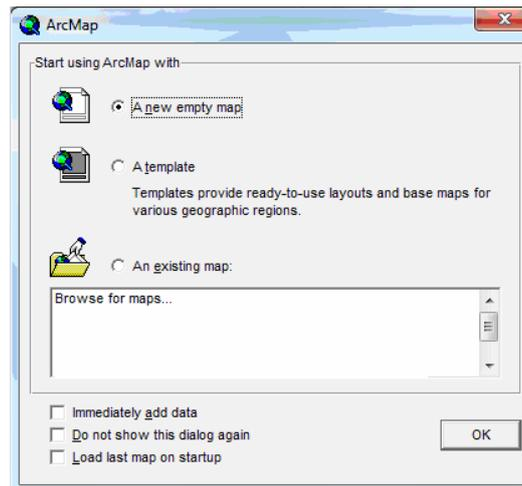 ArcMap
Start using ArcMap with
A new empty map
A template
Templates provide ready-to-use layouts and base maps for
various geographic regions.
An existing map:
Browse for maps...
Immediately add data
Do not show this dialog again
Load last map on startup
OK